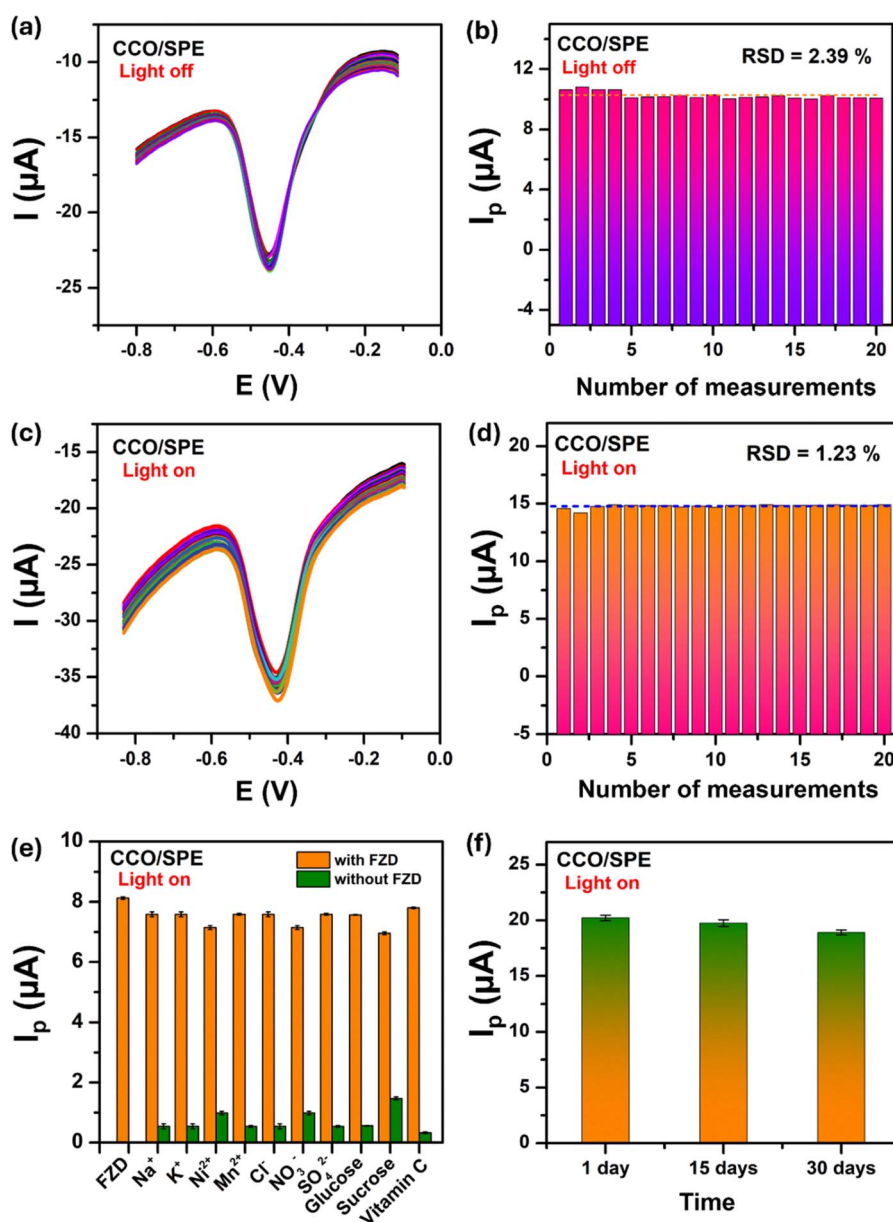 (a)
CCO/SPE
Light off
I (µA)
-10
-15
-20
-25
-0.8
-0.6
-0.4
-0.2
0.0
E (V)
(b)
CCO/SPE
Light off
RSD = 2.39 %
Ip (µA)
16
12
8
4
0
-4
0
5
10
15
20
Number of measurements
(c)
CCO/SPE
Light on
I (µA)
-15
-20
-25
-30
-35
-40
-0.8
-0.6
-0.4
-0.2
0.0
E (V)
(d)
CCO/SPE
Light on
RSD = 1.23 %
Ip (µA)
20
15
10
5
0
-5
0
5
10
15
20
Number of measurements
(e)
CCO/SPE
Light on
with FZD
without FZD
Ip (µA)
10
8
6
4
2
0
FZD
Na⁺
K⁺
Ni²⁺
Mn²⁺
Cl⁻
NO₃⁻
SO₄²⁻
Glucose
Sucrose
Vitamin C
(f)
CCO/SPE
Light on
Ip (µA)
25
20
15
10
5
0
1 day
15 days
30 days
Time